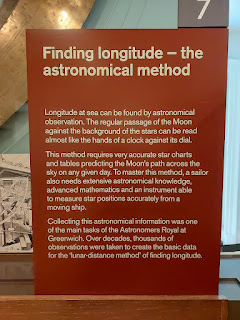 7
Finding longitude – the
astronomical method
Longitude at sea can be found by astronomical
observation. The regular passage of the Moon
against the background of the stars can be read
almost like the hands of a clock against its dial.
This method requires very accurate star charts
and tables predicting the Moon's path across the
sky on any given day. To master this method, a sailor
also needs extensive astronomical knowledge,
advanced mathematics and an instrument able
to measure star positions accurately from a
moving ship.
Collecting this astronomical information was one
of the main tasks of the Astronomers Royal at
Greenwich. Over decades, thousands of
observations were taken to create the basic data
for the 'lunar-distance method' of finding longitude.